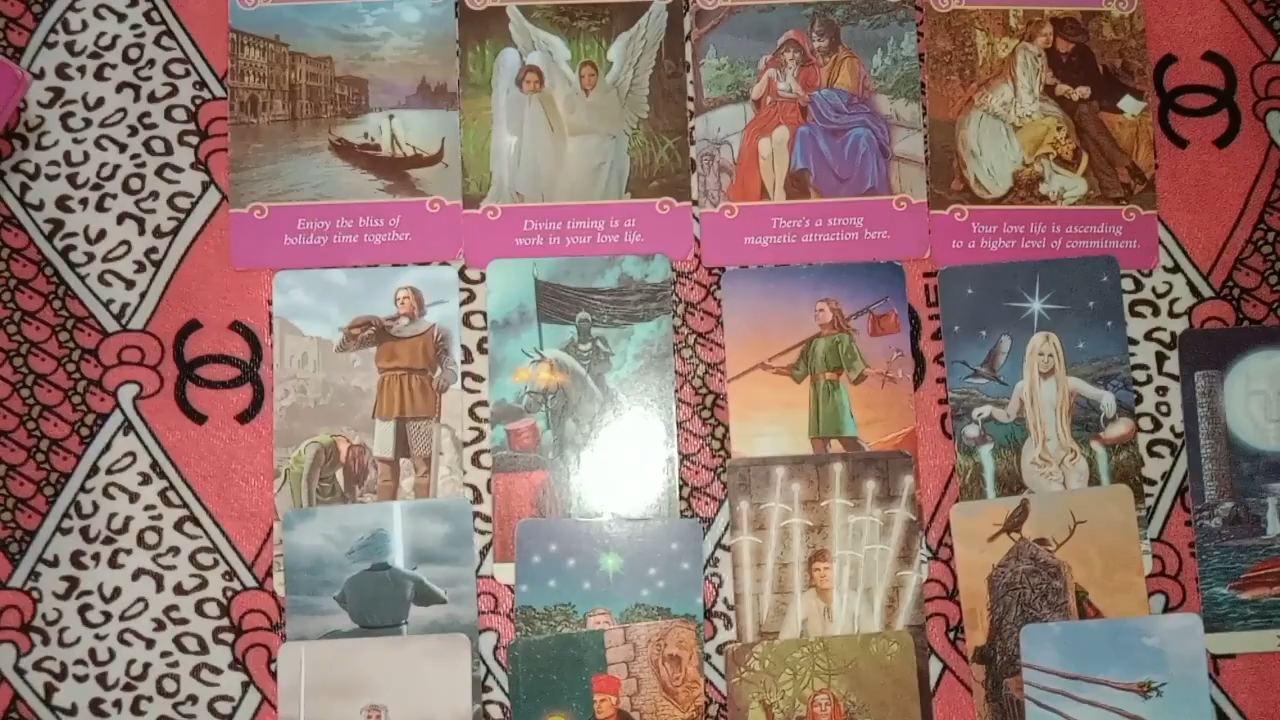 Enjoy the bliss of
holiday time together.
Divine timing is at
work in your love life.
There's a strong
magnetic attraction here.
Your love life is ascending
to a higher level of commitment.
CHANEL